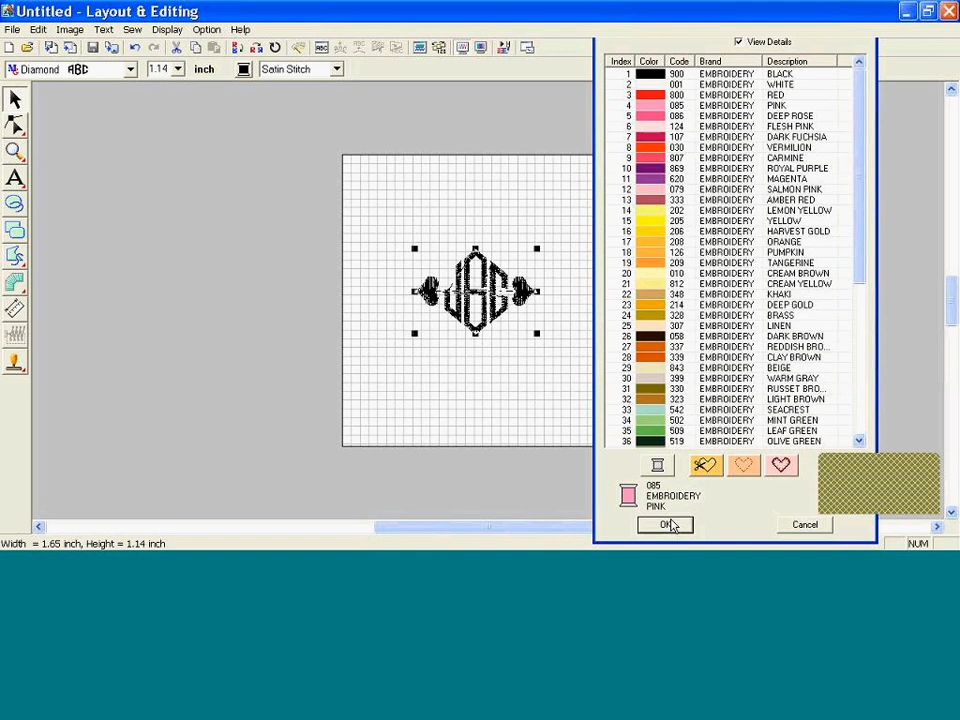 Untitled - Layout & Editing
File Edit Image Text Sew Display Option Help
Diamond ABC 1.14 inch Satin Stitch
View Details
Index Color Code Brand Description
1 900 EMBROIDERY BLACK
2 001 EMBROIDERY WHITE
3 800 EMBROIDERY RED
4 085 EMBROIDERY PINK
5 086 EMBROIDERY DEEP ROSE
6 124 EMBROIDERY FLESH PINK
7 107 EMBROIDERY DARK FUCHSIA
8 030 EMBROIDERY VERMILION
9 807 EMBROIDERY CARMINE
10 869 EMBROIDERY ROYAL PURPLE
11 620 EMBROIDERY MAGENTA
12 079 EMBROIDERY SALMON PINK
13 333 EMBROIDERY AMBER RED
14 202 EMBROIDERY LEMON YELLOW
15 205 EMBROIDERY YELLOW
16 206 EMBROIDERY HARVEST GOLD
17 208 EMBROIDERY ORANGE
18 126 EMBROIDERY PUMPKIN
19 209 EMBROIDERY TANGERINE
20 010 EMBROIDERY CREAM BROWN
21 812 EMBROIDERY CREAM YELLOW
22 348 EMBROIDERY KHAKI
23 214 EMBROIDERY DEEP GOLD
24 328 EMBROIDERY BRASS
25 307 EMBROIDERY LINEN
26 058 EMBROIDERY DARK BROWN
27 337 EMBROIDERY REDDISH BRO...
28 339 EMBROIDERY CLAY BROWN
29 843 EMBROIDERY BEIGE
30 399 EMBROIDERY WARM GRAY
31 330 EMBROIDERY RUSSET BRO...
32 323 EMBROIDERY LIGHT BROWN
33 542 EMBROIDERY SEACREST
34 502 EMBROIDERY MINT GREEN
35 509 EMBROIDERY LEAF GREEN
36 519 EMBROIDERY OLIVE GREEN
085
EMBROIDERY
PINK
OK Cancel
Width = 1.65 inch, Height = 1.14 inch NUM